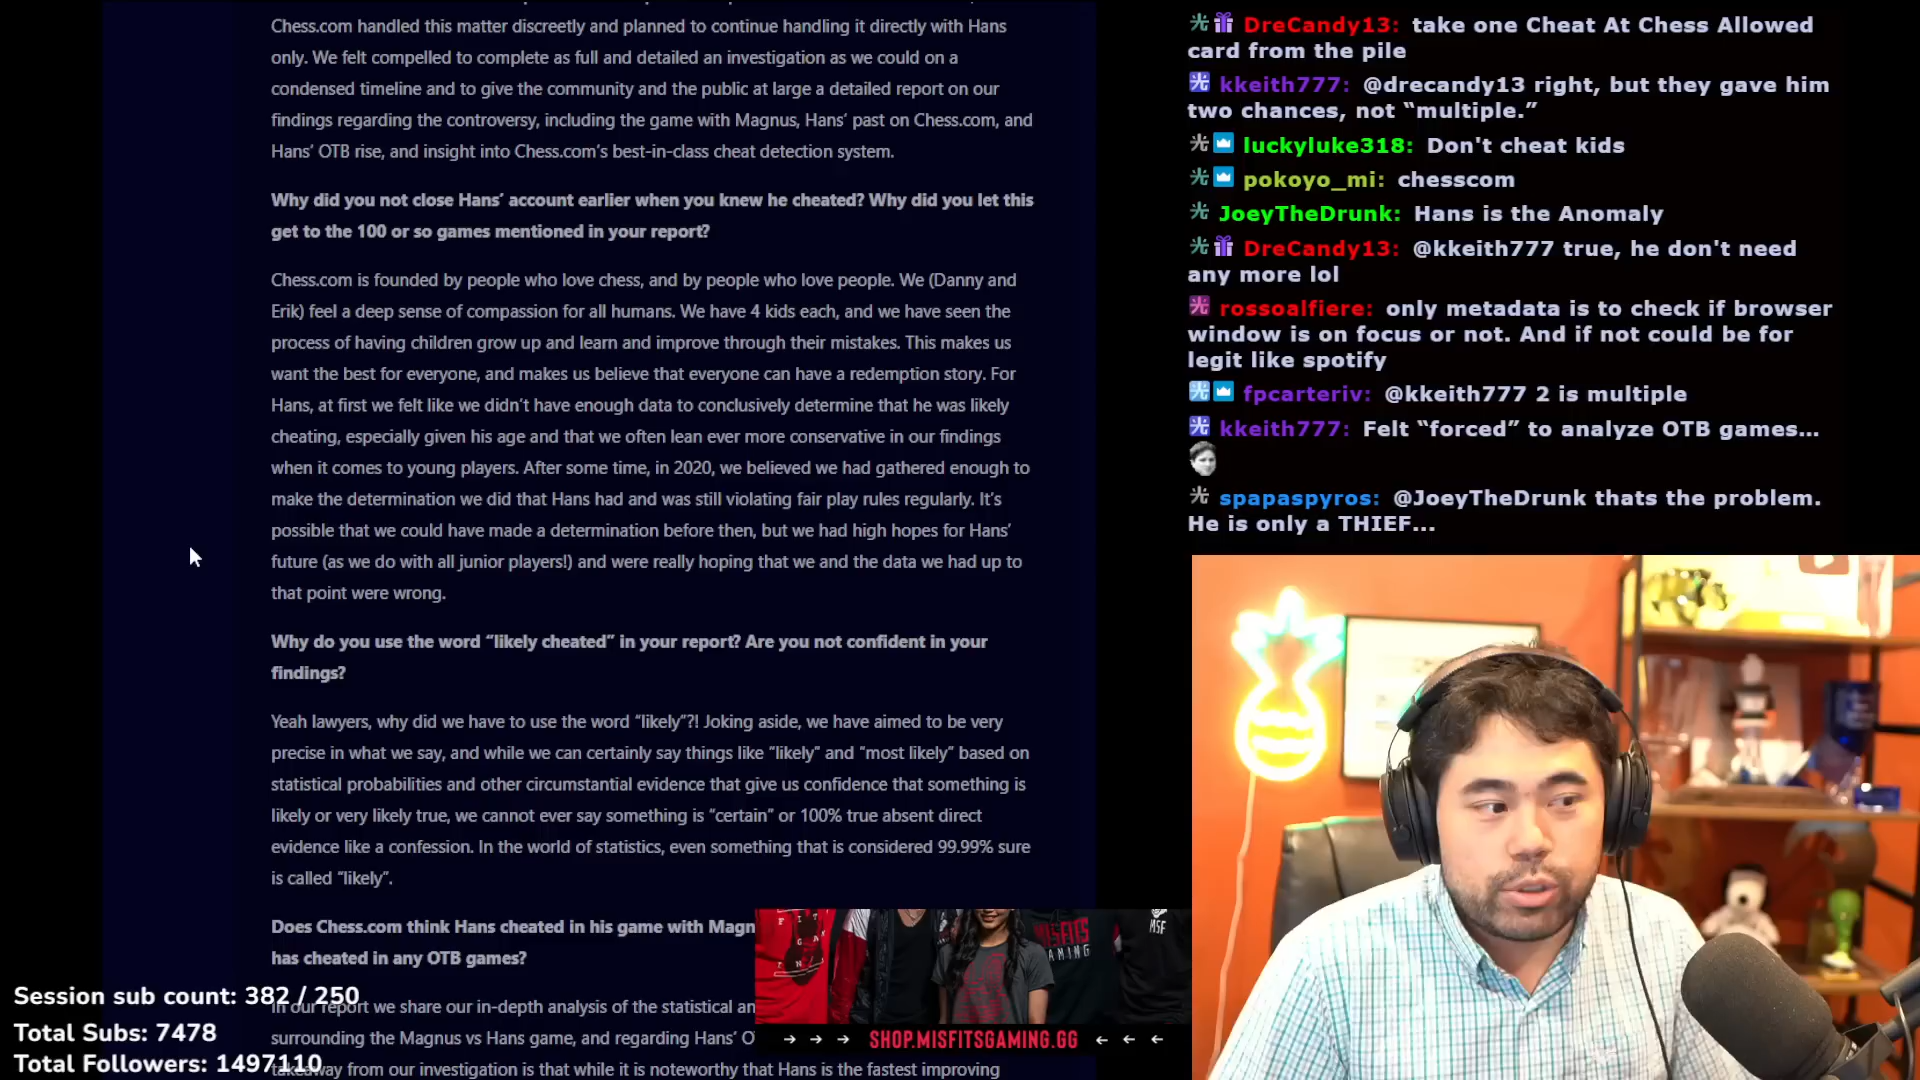 Chess.com handled this matter discreetly and planned to continue handling it directly with Hans
only. We felt compelled to complete as full and detailed an investigation as we could on a
condensed timeline and to give the community and the public at large a detailed report on our
findings regarding the controversy, including the game with Magnus, Hans’ past on Chess.com, and
Hans’ OTB rise, and insight into Chess.com’s best-in-class cheat detection system.
Why did you not close Hans’ account earlier when you knew he cheated? Why did you let this
get to the 100 or so games mentioned in your report?
Chess.com is founded by people who love chess, and by people who love people. We (Danny and
Erik) feel a deep sense of compassion for all humans. We have 4 kids each, and we have seen the
process of having children grow up and learn and improve through their mistakes. This makes us
want the best for everyone, and makes us believe that everyone can have a redemption story. For
Hans, at first we felt like we didn’t have enough data to conclusively determine that he was likely
cheating, especially given his age and that we often lean ever more conservative in our findings
when it comes to young players. After some time, in 2020, we believed we had gathered enough to
make the determination we did that Hans had and was still violating fair play rules regularly. It’s
possible that we could have made a determination before then, but we had high hopes for Hans’
future (as we do with all junior players!) and were really hoping that we and the data we had up to
that point were wrong.
Why do you use the word “likely cheated” in your report? Are you not confident in your
findings?
Yeah lawyers, why did we have to use the word “likely”?! Joking aside, we have aimed to be very
precise in what we say, and while we can certainly say things like “likely” and “most likely” based on
statistical probabilities and other circumstantial evidence that give us confidence that something is
likely or very likely true, we cannot ever say something is “certain” or 100% true absent direct
evidence like a confession. In the world of statistics, even something that is considered 99.99% sure
is called “likely”.
Does Chess.com think Hans cheated in his game with Magn
has cheated in any OTB games?
In our report we share our in-depth analysis of the statistical an
surrounding the Magnus vs Hans game, and regarding Hans’ O
takeaway from our investigation is that while it is noteworthy that Hans is the fastest improving
Session sub count: 382 / 250
Total Subs: 7478
Total Followers: 1497110
MISFITS
GAMING
MSF
→ → → SHOP.MISFITSGAMING.GG ← ← ←
DreCandy13: take one Cheat At Chess Allowed
card from the pile
kkeith777: @drecandy13 right, but they gave him
two chances, not “multiple.”
luckyluke318: Don't cheat kids
pokoyo_mi: chesscom
JoeyTheDrunk: Hans is the Anomaly
DreCandy13: @kkeith777 true, he don't need
any more lol
rossoalfiere: only metadata is to check if browser
window is on focus or not. And if not could be for
legit like spotify
fpcarteriv: @kkeith777 2 is multiple
kkeith777: Felt “forced” to analyze OTB games...
spapaspyros: @JoeyTheDrunk thats the problem.
He is only a THIEF...